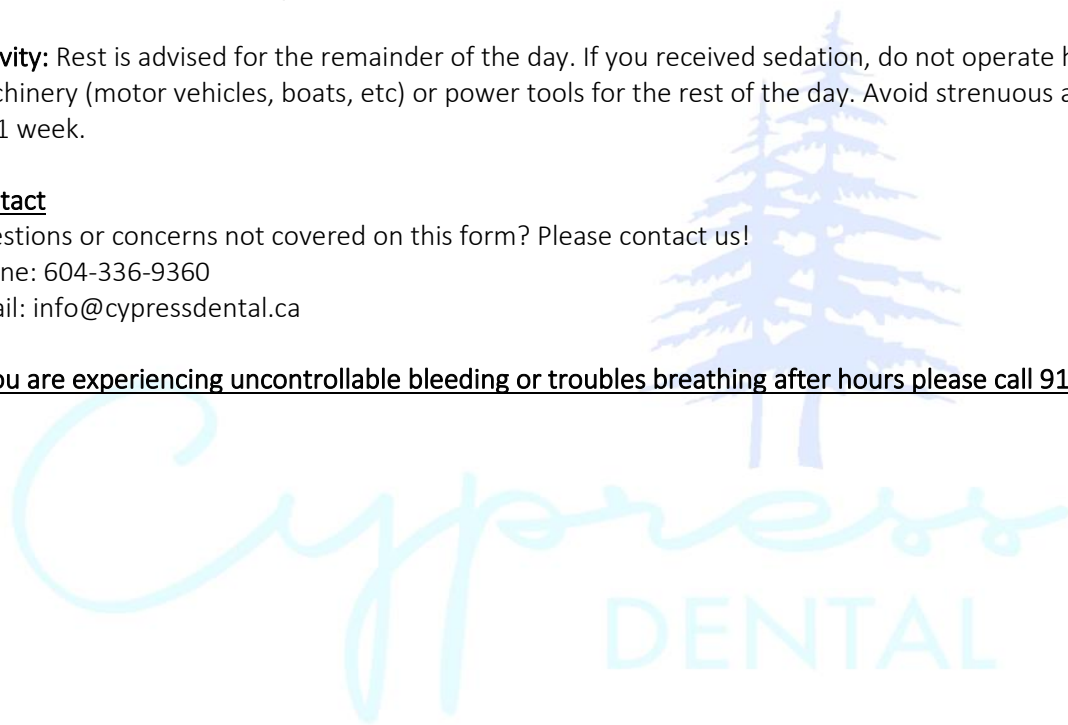 vity: Rest is advised for the remainder of the day. If you received sedation, do not operate h
chinery (motor vehicles, boats, etc) or power tools for the rest of the day. Avoid strenuous a
1 week.
tact
estions or concerns not covered on this form? Please contact us!
ne: 604-336-9360
ail: info@cypressdental.ca
ou are experiencing uncontrollable bleeding or troubles breathing after hours please call 91
Cypress
DENTAL